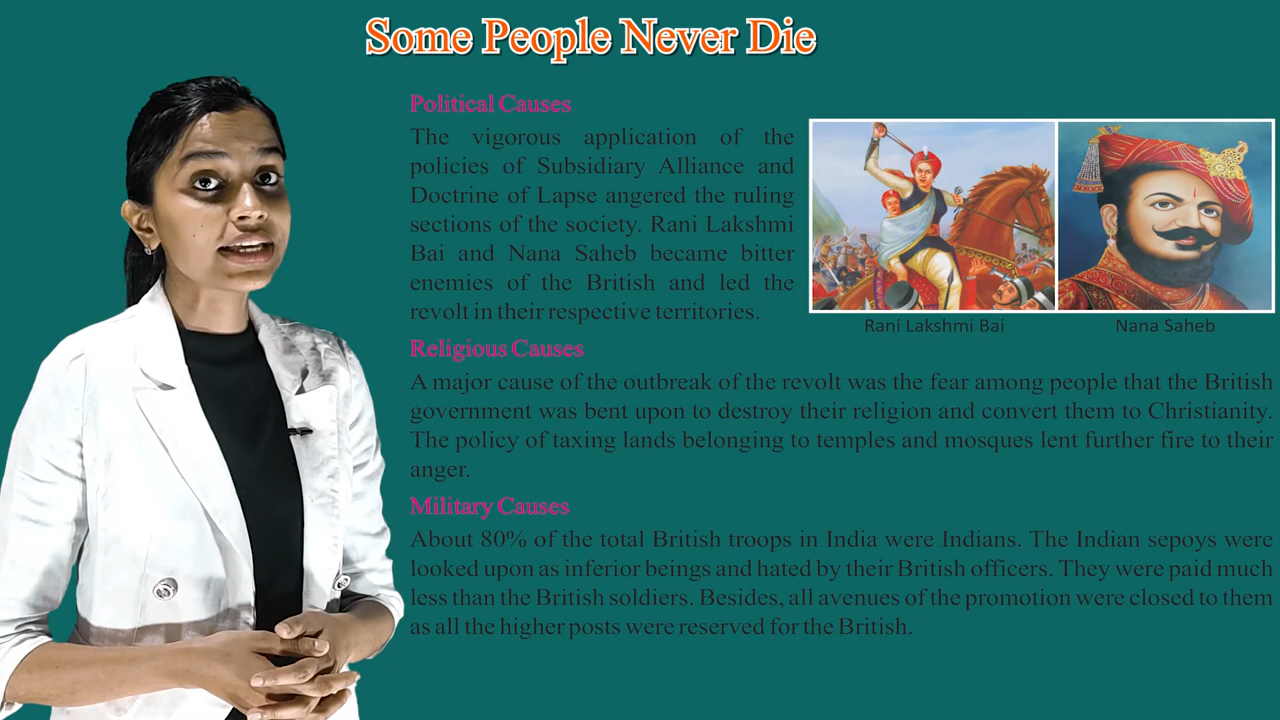 Some People Never Die
Political Causes
The vigorous application of the
policies of Subsidiary Alliance and
Doctrine of Lapse angered the ruling
sections of the society. Rani Lakshmi
Bai and Nana Saheb became bitter
enemies of the British and led the
revolt in their respective territories.
Rani Lakshmi Bai
Nana Saheb
Religious Causes
A major cause of the outbreak of the revolt was the fear among people that the British
government was bent upon to destroy their religion and convert them to Christianity.
The policy of taxing lands belonging to temples and mosques lent further fire to their
anger.
Military Causes
About 80% of the total British troops in India were Indians. The Indian sepoys were
looked upon as inferior beings and hated by their British officers. They were paid much
less than the British soldiers. Besides, all avenues of the promotion were closed to them
as all the higher posts were reserved for the British.